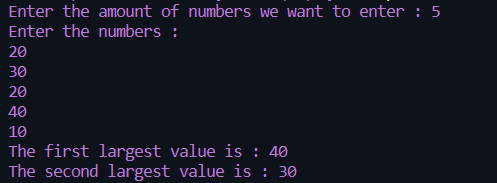 Enter the amount of numbers we want to enter : 5
Enter the numbers :
20
30
20
40
10
The first largest value is : 40
The second largest value is : 30